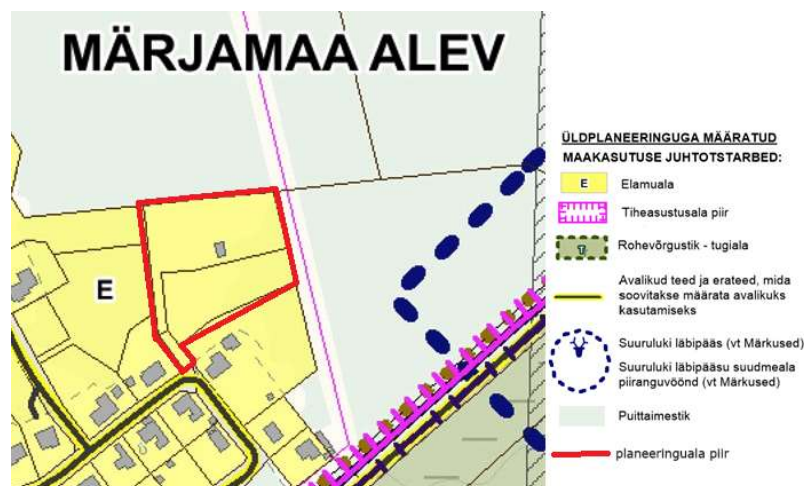 MÄRJAMAA ALEV
E
ÜLDPLANEERINGUGA MÄÄRATUD
MAAKASUTUSE JUHTOTSTARBED:
E Elamuala
Tiheasustusala piir
T Rohevõrgustik - tugiala
Avalikud teed ja erateed, mida
soovitakse määrata avalikuks
kasutamiseks
Suuruluki läbipääs (vt Märkused)
Suuruluki läbipääsu suudmeala
piiranguvöönd (vt Märkused)
Puittaimestik
planeeringuala piir